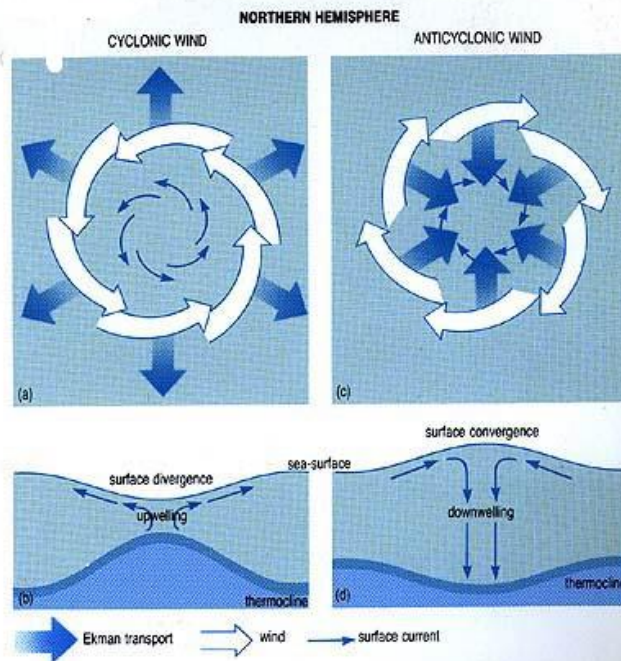 NORTHERN HEMISPHERE
CYCLONIC WIND
ANTICYCLONIC WIND
(a)
(c)
surface divergence
sea-surface
surface convergence
upwelling
downwelling
(b)
thermocline
(d)
thermocline
Ekman transport
wind
surface current